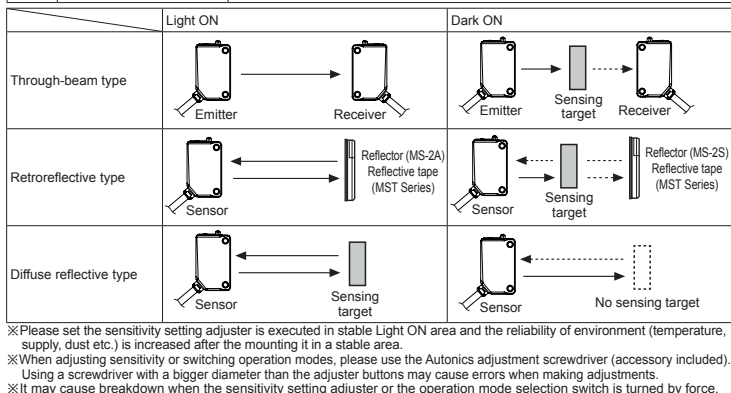 Light ON
Dark ON
Through-beam type
Emitter
Receiver
Emitter
Sensing
target
Receiver
Retroreflective type
Sensor
Reflector (MS-2A)
Reflective tape
(MST Series)
Sensor
Sensing
target
Reflector (MS-2S)
Reflective tape
(MST Series)
Diffuse reflective type
Sensor
Sensing
target
Sensor
No sensing target
※Please set the sensitivity setting adjuster is executed in stable Light ON area and the reliability of environment (temperature,
supply, dust etc.) is increased after the mounting it in a stable area.
※When adjusting sensitivity or switching operation modes, please use the Autonics adjustment screwdriver (accessory included).
Using a screwdriver with a bigger diameter than the adjuster buttons may cause errors when making adjustments.
※It may cause breakdown when the sensitivity setting adjuster or the operation mode selection switch is turned by force.